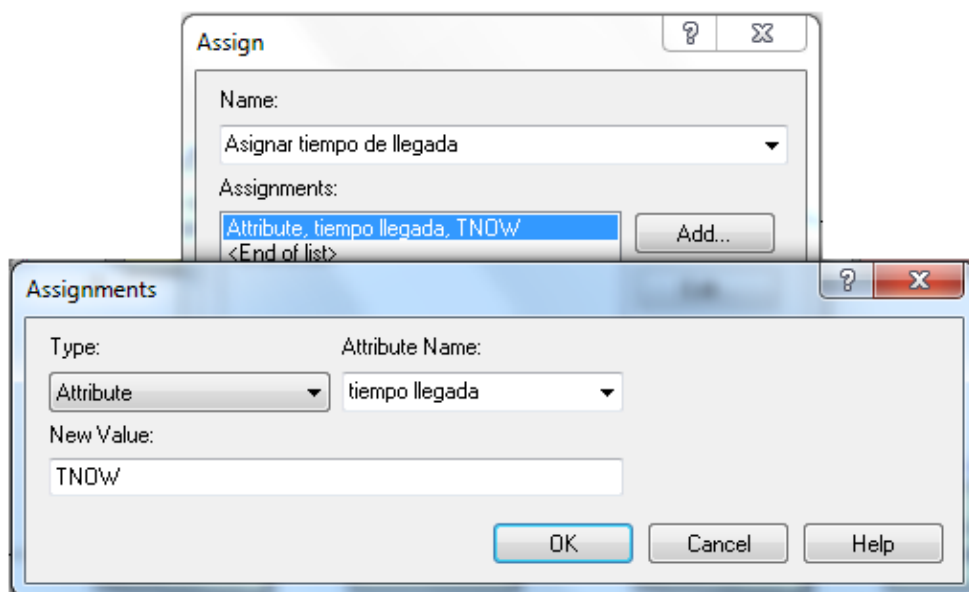 Assign
Name:
Asignar tiempo de llegada
Assignments:
Attribute, tiempo llegada, TNOW
<End of list>
Add...
Assignments
Type:
Attribute Name:
Attribute
tiempo llegada
New Value:
TNOW
OK
Cancel
Help